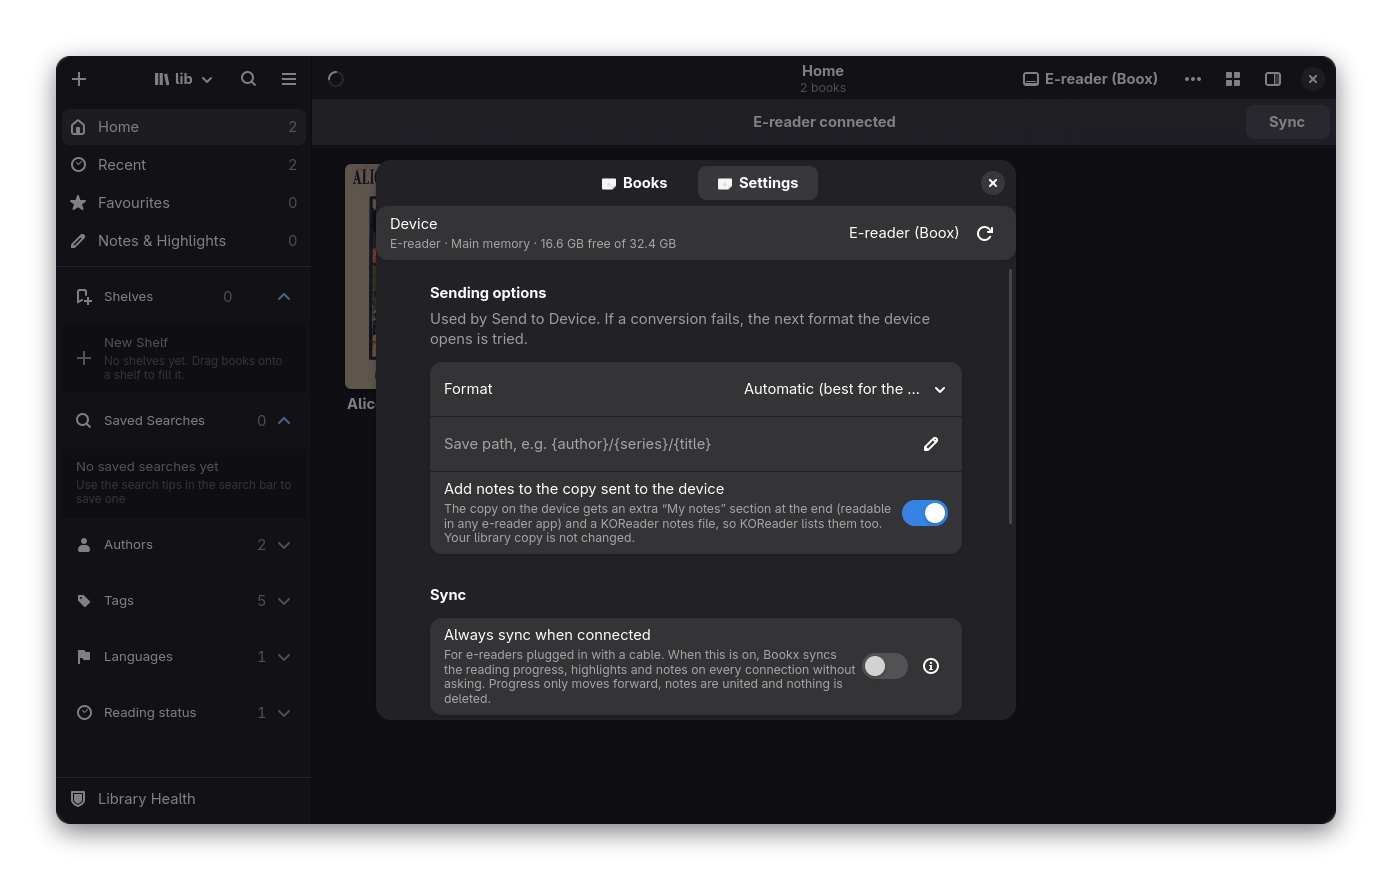 lib
Home
2 books
E-reader (Boox)
Home 2
Recent 2
Favourites 0
Notes & Highlights 0
Shelves 0
New Shelf
No shelves yet. Drag books onto
a shelf to fill it.
Saved Searches 0
No saved searches yet
Use the search tips in the search bar to
save one
Authors 2
Tags 5
Languages 1
Reading status 1
Library Health
E-reader connected
Sync
Books
Settings
Device
E-reader · Main memory · 16.6 GB free of 32.4 GB
E-reader (Boox)
Sending options
Used by Send to Device. If a conversion fails, the next format the device
opens is tried.
Format
Automatic (best for the ...
Save path, e.g. {author}/{series}/{title}
Add notes to the copy sent to the device
The copy on the device gets an extra “My notes” section at the end (readable
in any e-reader app) and a KOReader notes file, so KOReader lists them too.
Your library copy is not changed.
Sync
Always sync when connected
For e-readers plugged in with a cable. When this is on, Bookx syncs
the reading progress, highlights and notes on every connection without
asking. Progress only moves forward, notes are united and nothing is
deleted.